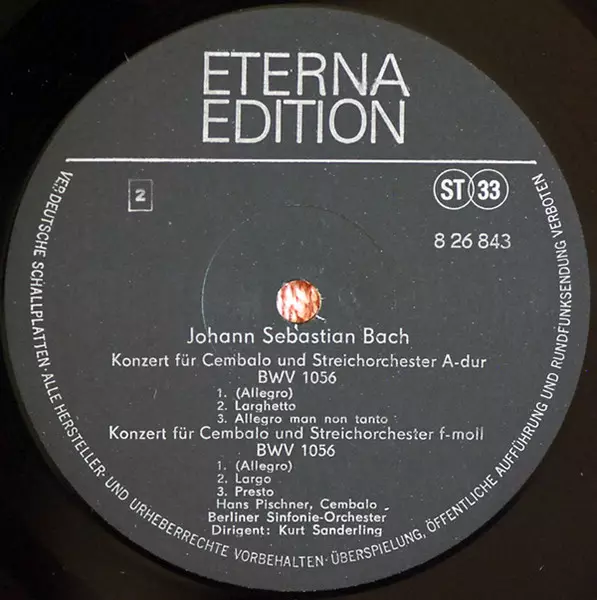 ETERNA
EDITION
2
ST 33
8 26 843
Johann Sebastian Bach
Konzert für Cembalo und Streichorchester A-dur
BWV 1056
1. (Allegro)
2. Larghetto
3. Allegro man non tanto
Konzert für Cembalo und Streichorchester f-moll
BWV 1056
1. (Allegro)
2. Largo
3. Presto
Hans Pischner, Cembalo
Berliner Sinfonie-Orchester
Dirigent: Kurt Sanderling
VEB DEUTSCHE SCHALLPLATTEN · ALLE HERSTELLER- UND URHEBERRECHTE VORBEHALTEN · ÜBERSPIELUNG, ÖFFENTLICHE AUFFÜHRUNG UND RUNDFUNKSENDUNG VERBOTEN